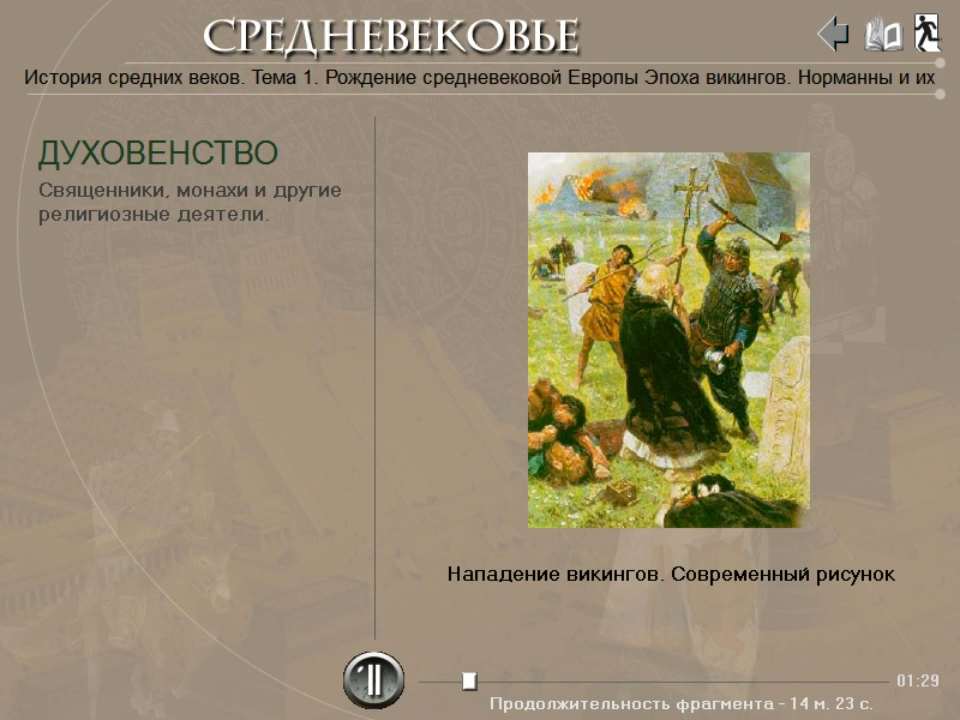 СРЕДНЕВЕКОВЬЕ
История средних веков. Тема 1. Рождение средневековой Европы Эпоха викингов. Норманны и их
ДУХОВЕНСТВО
Священники, монахи и другие
религиозные деятели.
Нападение викингов. Современный рисунок
01:29
Продолжительность фрагмента - 14 м. 23 с.